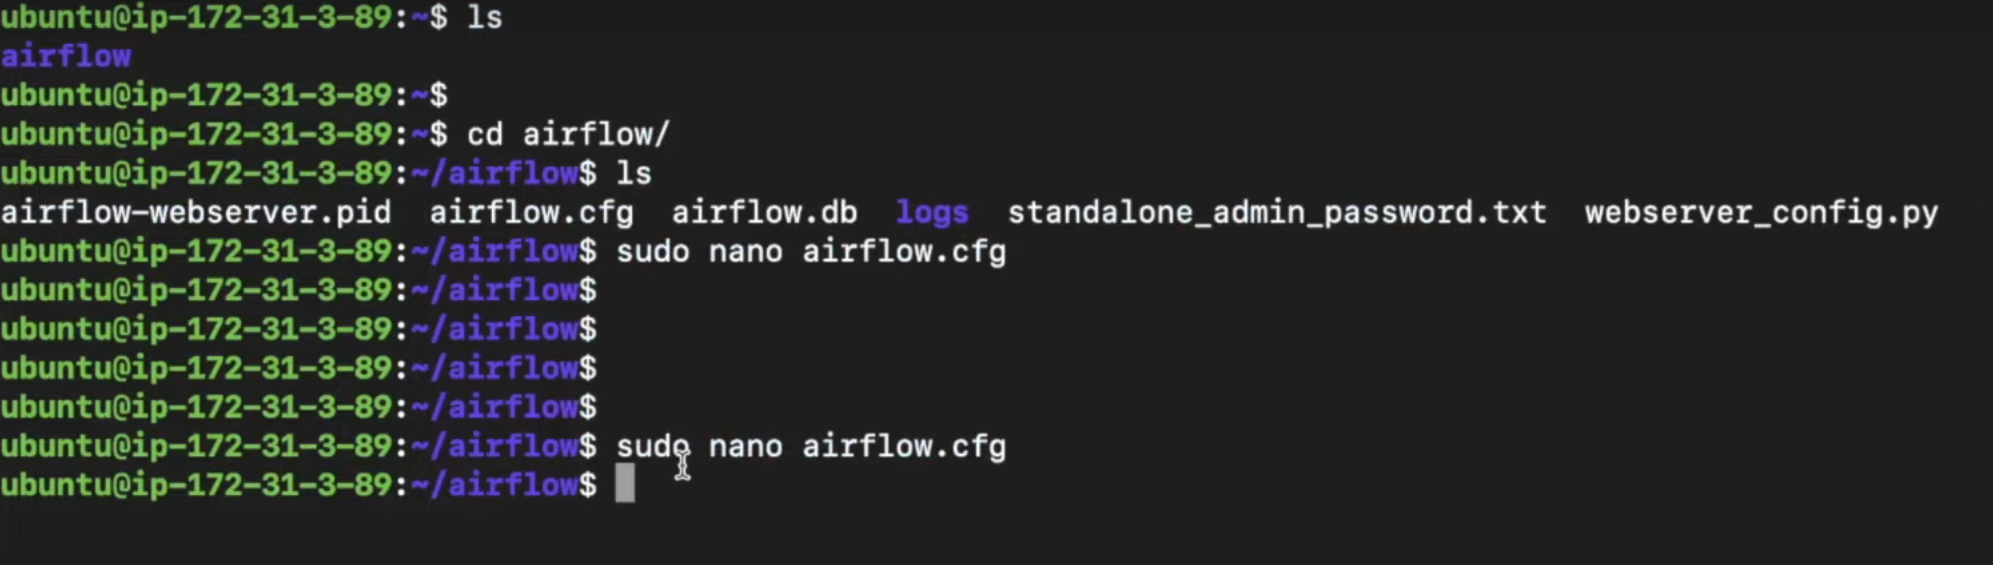 ubuntu@ip-172-31-3-89:~$ ls
airflow
ubuntu@ip-172-31-3-89:~$
ubuntu@ip-172-31-3-89:~$ cd airflow/
ubuntu@ip-172-31-3-89:~/airflow$ ls
airflow-webserver.pid  airflow.cfg  airflow.db  logs  standalone_admin_password.txt  webserver_config.py
ubuntu@ip-172-31-3-89:~/airflow$ sudo nano airflow.cfg
ubuntu@ip-172-31-3-89:~/airflow$
ubuntu@ip-172-31-3-89:~/airflow$
ubuntu@ip-172-31-3-89:~/airflow$
ubuntu@ip-172-31-3-89:~/airflow$
ubuntu@ip-172-31-3-89:~/airflow$ sudo nano airflow.cfg
ubuntu@ip-172-31-3-89:~/airflow$